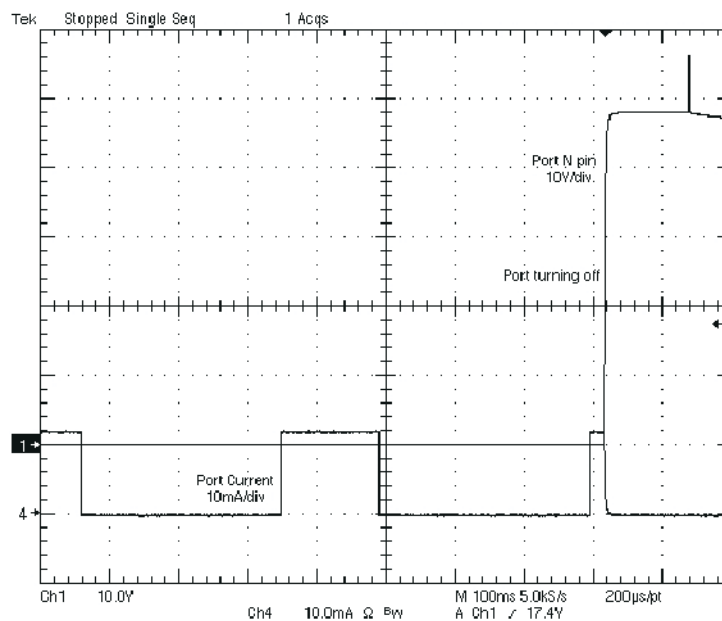 Tek Stopped Single Seq 1 Acqs
Port N pin
10V/div.
Port turning off
1
Port Current
10mA/div
4
Ch1 10.0V M 100ms 5.0kS/s 200µs/pt
Ch4 10.0mA Ω BW A Ch1 / 17.4V